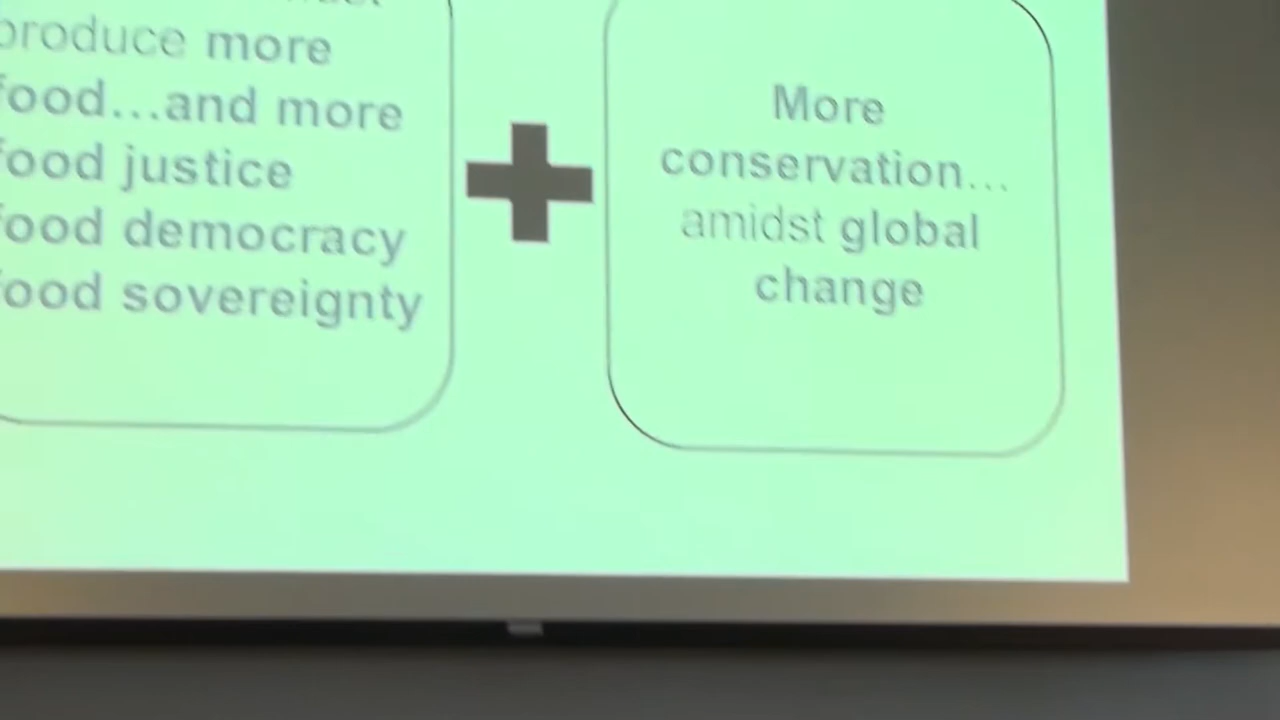 produce more
food...and more
food justice
food democracy
food sovereignty
More
conservation...
amidst global
change